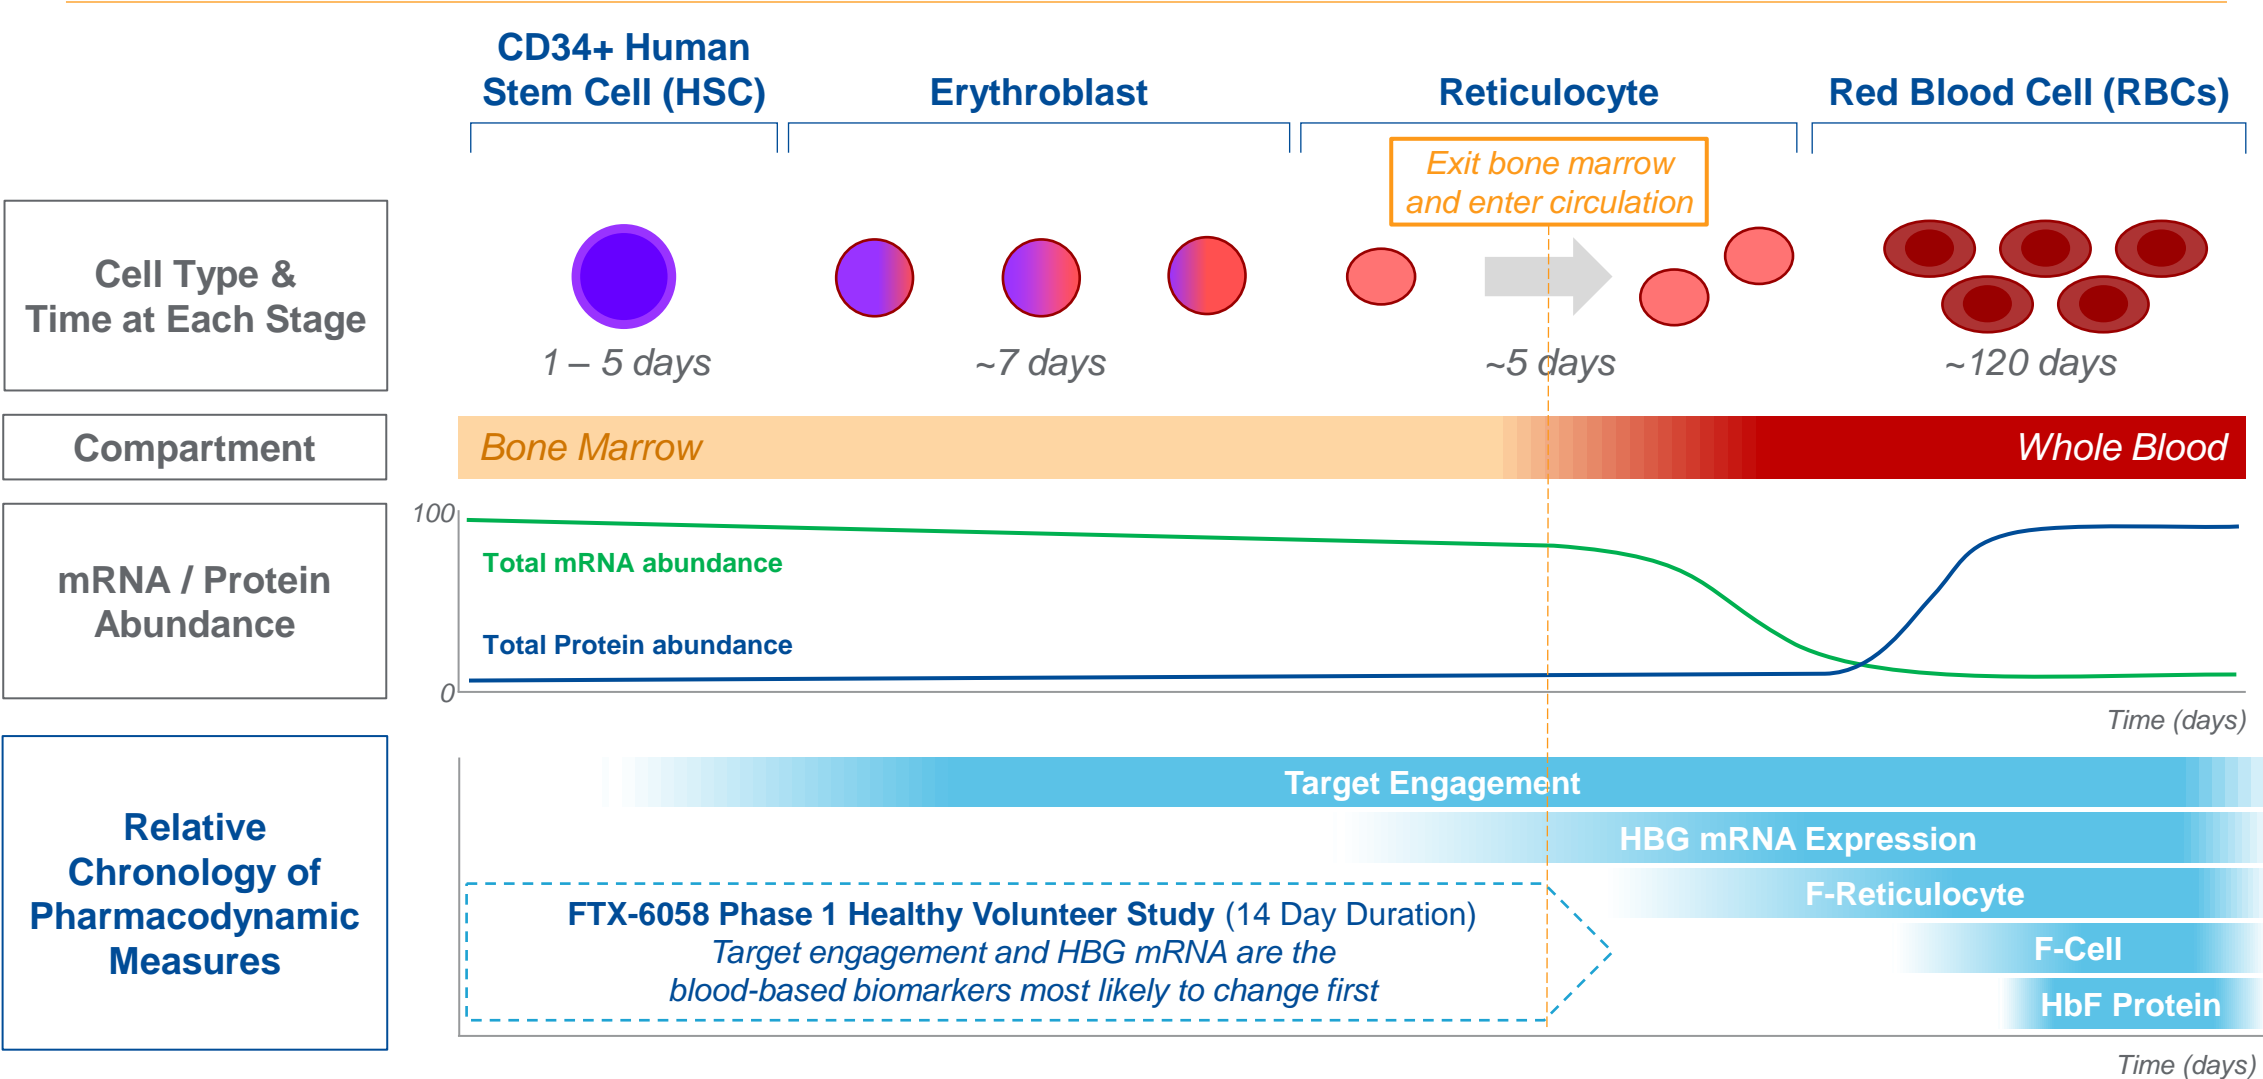 CD34+ Human
Stem Cell (HSC)
Erythroblast
Reticulocyte
Red Blood Cell (RBCs)
Exit bone marrow
and enter circulation
Cell Type &
Time at Each Stage
1 – 5 days
~7 days
~5 days
~120 days
Compartment
Bone Marrow
Whole Blood
mRNA / Protein
Abundance
100
Total mRNA abundance
Total Protein abundance
0
Time (days)
Relative
Chronology of
Pharmacodynamic
Measures
Target Engagement
HBG mRNA Expression
F-Reticulocyte
F-Cell
HbF Protein
FTX-6058 Phase 1 Healthy Volunteer Study (14 Day Duration)
Target engagement and HBG mRNA are the
blood-based biomarkers most likely to change first
Time (days)